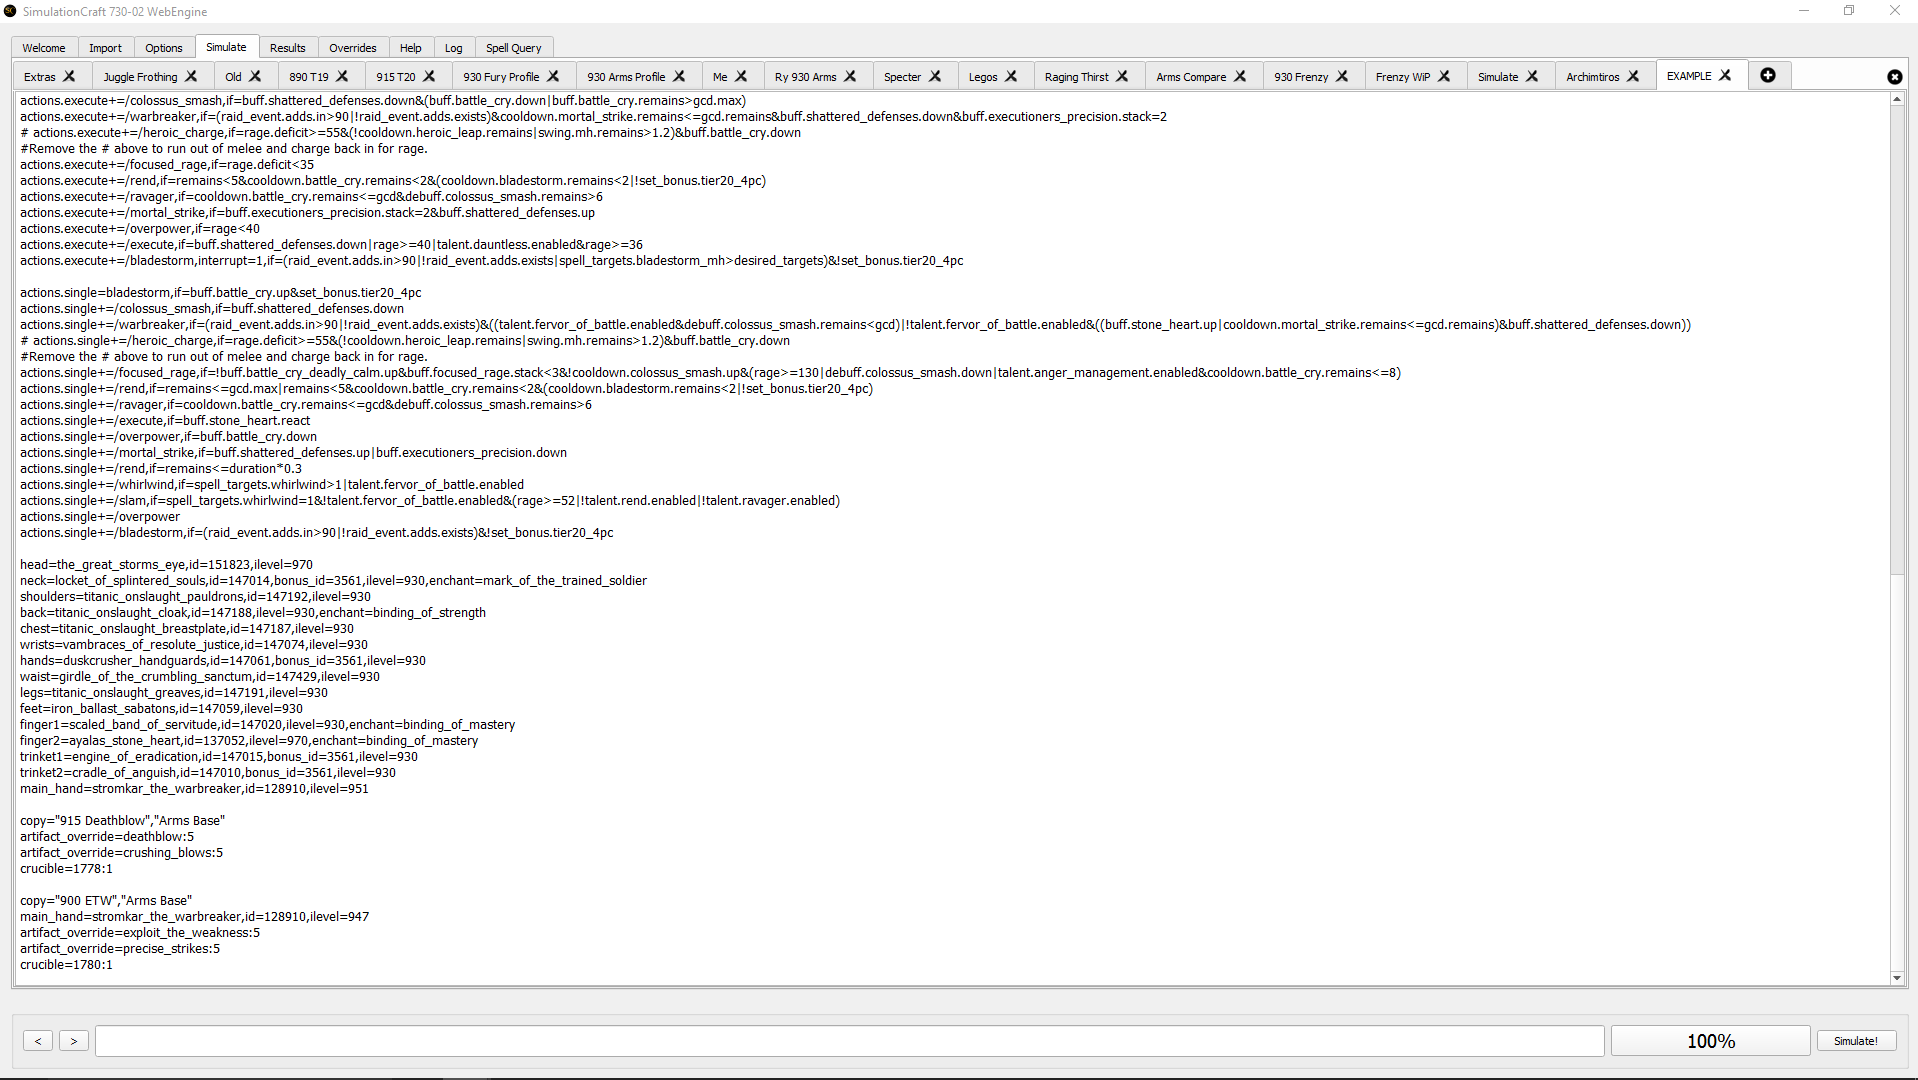 SimulationCraft 730-02 WebEngine
Welcome Import Options Simulate Results Overrides Help Log Spell Query
Extras Juggle Frothing Old 890 T19 915 T20 930 Fury Profile 930 Arms Profile Me Ry 930 Arms Specter Legos Raging Thirst Arms Compare 930 Frenzy Frenzy WiP Simulate Archimtiros EXAMPLE
actions.execute+=/colossus_smash,if=buff.shattered_defenses.down&(buff.battle_cry.down|buff.battle_cry.remains>gcd.max)
actions.execute+=/warbreaker,if=(raid_event.adds.in>90|!raid_event.adds.exists)&cooldown.mortal_strike.remains<=gcd.remains&buff.shattered_defenses.down&buff.executioners_precision.stack=2
# actions.execute+=/heroic_charge,if=rage.deficit>=55&(!cooldown.heroic_leap.remains|swing.mh.remains>1.2)&buff.battle_cry.down
#Remove the # above to run out of melee and charge back in for rage.
actions.execute+=/focused_rage,if=rage.deficit<35
actions.execute+=/rend,if=remains<5&cooldown.battle_cry.remains<2&(cooldown.bladestorm.remains<2|!set_bonus.tier20_4pc)
actions.execute+=/ravager,if=cooldown.battle_cry.remains<=gcd&debuff.colossus_smash.remains>6
actions.execute+=/mortal_strike,if=buff.executioners_precision.stack=2&buff.shattered_defenses.up
actions.execute+=/overpower,if=rage<40
actions.execute+=/execute,if=buff.shattered_defenses.down|rage>=40|talent.dauntless.enabled&rage>=36
actions.execute+=/bladestorm,interrupt=1,if=(raid_event.adds.in>90|!raid_event.adds.exists|spell_targets.bladestorm_mh>desired_targets)&!set_bonus.tier20_4pc
actions.single=bladestorm,if=buff.battle_cry.up&set_bonus.tier20_4pc
actions.single+=/colossus_smash,if=buff.shattered_defenses.down
actions.single+=/warbreaker,if=(raid_event.adds.in>90|!raid_event.adds.exists)&((talent.fervor_of_battle.enabled&debuff.colossus_smash.remains<gcd)|!talent.fervor_of_battle.enabled&((buff.stone_heart.up|cooldown.mortal_strike.remains<=gcd.remains)&buff.shattered_defenses.down))
# actions.single+=/heroic_charge,if=rage.deficit>=55&(!cooldown.heroic_leap.remains|swing.mh.remains>1.2)&buff.battle_cry.down
#Remove the # above to run out of melee and charge back in for rage.
actions.single+=/focused_rage,if=!buff.battle_cry_deadly_calm.up&buff.focused_rage.stack<3&!cooldown.colossus_smash.up&(rage>=130|debuff.colossus_smash.down|talent.anger_management.enabled&cooldown.battle_cry.remains<=8)
actions.single+=/rend,if=remains<=gcd.max|remains<5&cooldown.battle_cry.remains<2&(cooldown.bladestorm.remains<2|!set_bonus.tier20_4pc)
actions.single+=/ravager,if=cooldown.battle_cry.remains<=gcd&debuff.colossus_smash.remains>6
actions.single+=/execute,if=buff.stone_heart.react
actions.single+=/overpower,if=buff.battle_cry.down
actions.single+=/mortal_strike,if=buff.shattered_defenses.up|buff.executioners_precision.down
actions.single+=/rend,if=remains<=duration*0.3
actions.single+=/whirlwind,if=spell_targets.whirlwind>1|talent.fervor_of_battle.enabled
actions.single+=/slam,if=spell_targets.whirlwind=1&!talent.fervor_of_battle.enabled&(rage>=52|!talent.rend.enabled|!talent.ravager.enabled)
actions.single+=/overpower
actions.single+=/bladestorm,if=(raid_event.adds.in>90|!raid_event.adds.exists)&!set_bonus.tier20_4pc
head=the_great_storms_eye,id=151823,ilevel=970
neck=locket_of_splintered_souls,id=147014,bonus_id=3561,ilevel=930,enchant=mark_of_the_trained_soldier
shoulders=titanic_onslaught_pauldrons,id=147192,ilevel=930
back=titanic_onslaught_cloak,id=147188,ilevel=930,enchant=binding_of_strength
chest=titanic_onslaught_breastplate,id=147187,ilevel=930
wrists=vambraces_of_resolute_justice,id=147074,ilevel=930
hands=duskcrusher_handguards,id=147061,bonus_id=3561,ilevel=930
waist=girdle_of_the_crumbling_sanctum,id=147429,ilevel=930
legs=titanic_onslaught_greaves,id=147191,ilevel=930
feet=iron_ballast_sabatons,id=147059,ilevel=930
finger1=scaled_band_of_servitude,id=147020,ilevel=930,enchant=binding_of_mastery
finger2=ayalas_stone_heart,id=137052,ilevel=970,enchant=binding_of_mastery
trinket1=engine_of_eradication,id=147015,bonus_id=3561,ilevel=930
trinket2=cradle_of_anguish,id=147010,bonus_id=3561,ilevel=930
main_hand=stromkar_the_warbreaker,id=128910,ilevel=951
copy="915 Deathblow","Arms Base"
artifact_override=deathblow:5
artifact_override=crushing_blows:5
crucible=1778:1
copy="900 ETW","Arms Base"
main_hand=stromkar_the_warbreaker,id=128910,ilevel=947
artifact_override=exploit_the_weakness:5
artifact_override=precise_strikes:5
crucible=1780:1
< > 100% Simulate!